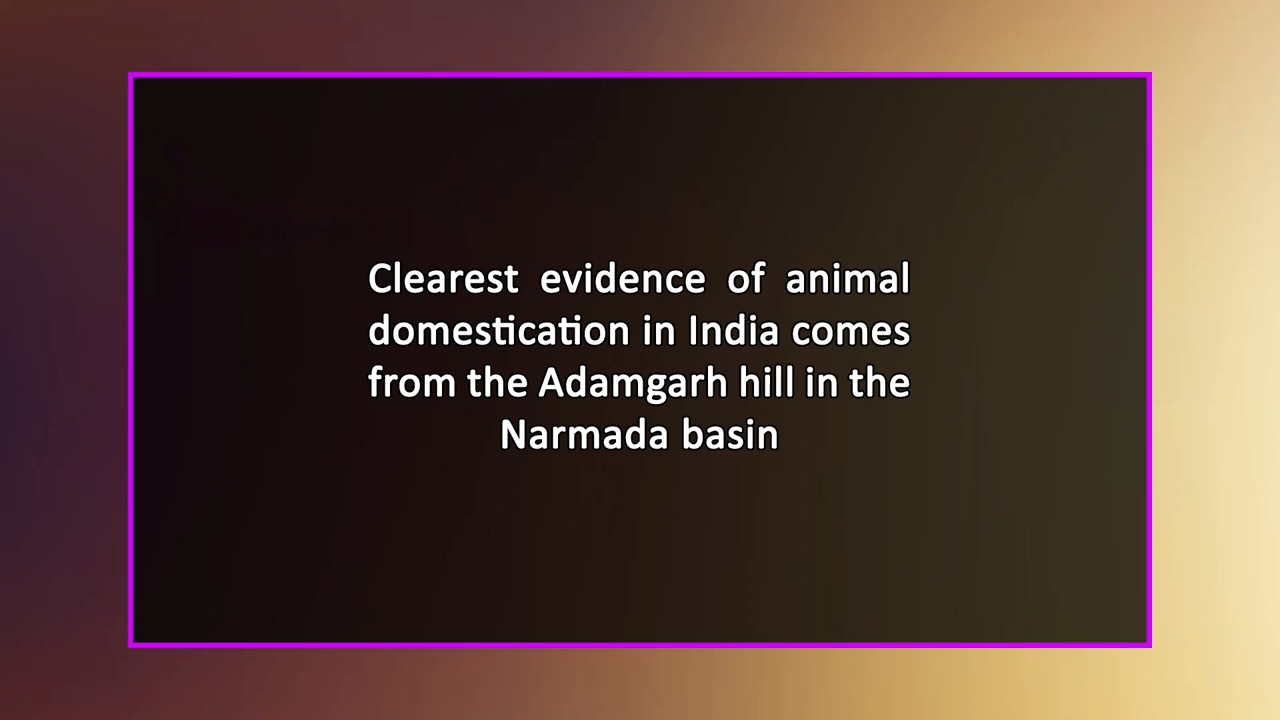 Clearest evidence of animal
domestication in India comes
from the Adamgarh hill in the
Narmada basin